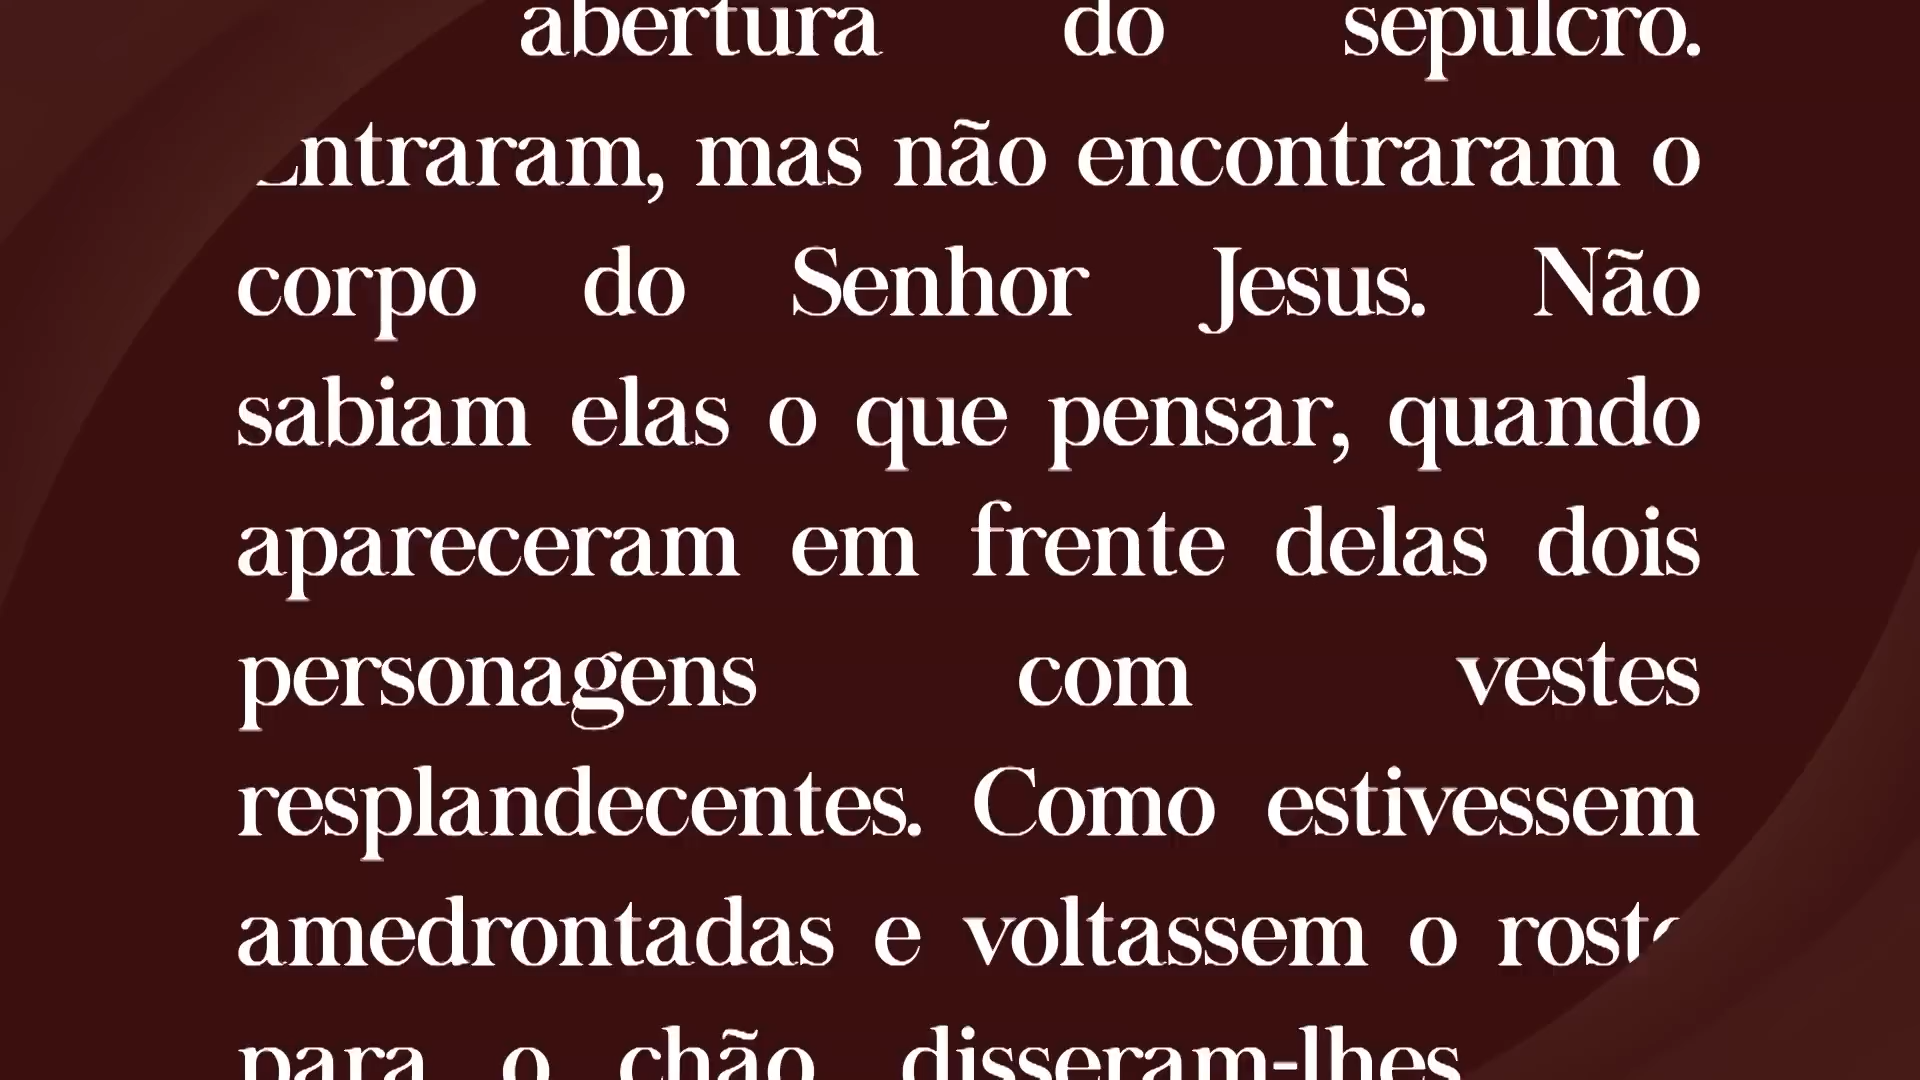 abertura do sepulcro.
Entraram, mas não encontraram o
corpo do Senhor Jesus. Não
sabiam elas o que pensar, quando
apareceram em frente delas dois
personagens com vestes
resplandecentes. Como estivessem
amedrontadas e voltassem o rosto
para o chão disseram-lhes